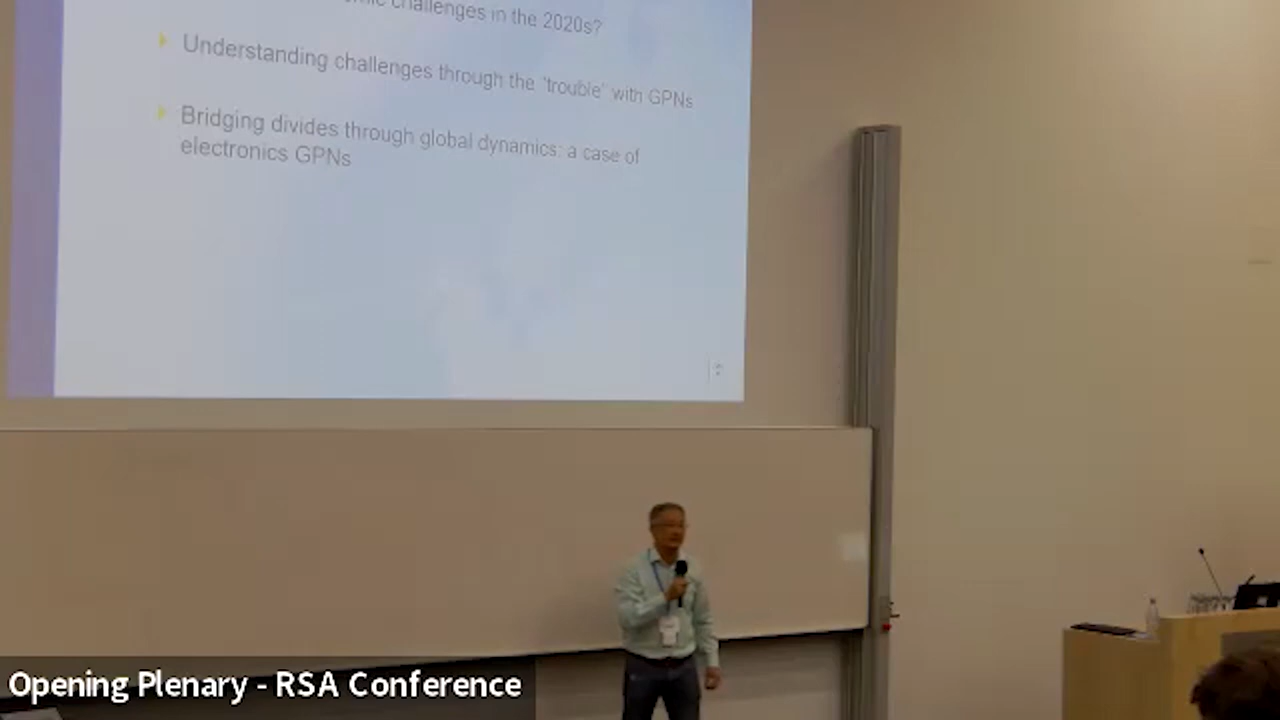 challenges in the 2020s?
Understanding challenges through the 'trouble' with GPNs
Bridging divides through global dynamics: a case of
electronics GPNs
Opening Plenary - RSA Conference